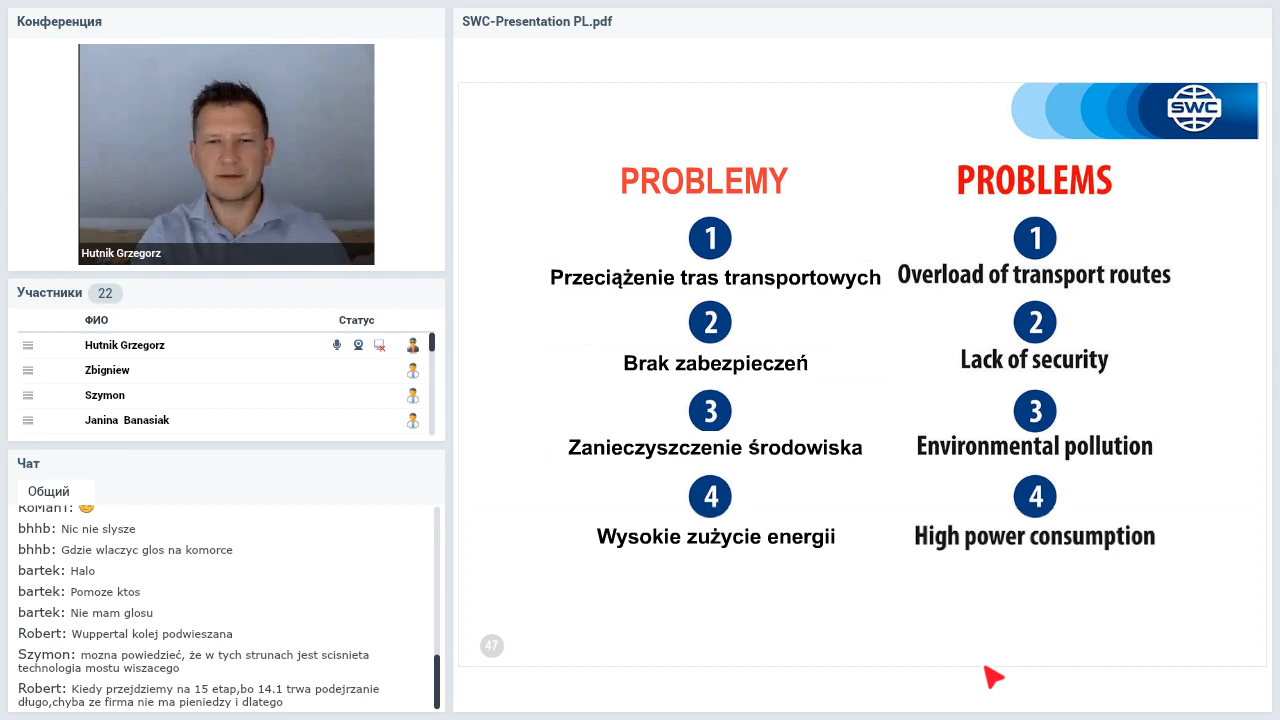 Конференция
Hutnik Grzegorz
Участники 22
ФИО Статус
Hutnik Grzegorz
Zbigniew
Szymon
Janina Banasiak
Чат
Общий
RoManT:
bhhb: Nic nie slysze
bhhb: Gdzie wlaczyc glos na komorce
bartek: Halo
bartek: Pomoze ktos
bartek: Nie mam glosu
Robert: Wuppertal kolej podwieszana
Szymon: mozna powiedzieć, że w tych strunach jest scisnieta
technologia mostu wiszacego
Robert: Kiedy przejdziemy na 15 etap,bo 14.1 trwa podejrzanie
długo,chyba ze firma nie ma pieniedzy i dlatego
SWC-Presentation PL.pdf
SWC
PROBLEMY
1
Przeciążenie tras transportowych
2
Brak zabezpieczeń
3
Zanieczyszczenie środowiska
4
Wysokie zużycie energii
PROBLEMS
1
Overload of transport routes
2
Lack of security
3
Environmental pollution
4
High power consumption
47